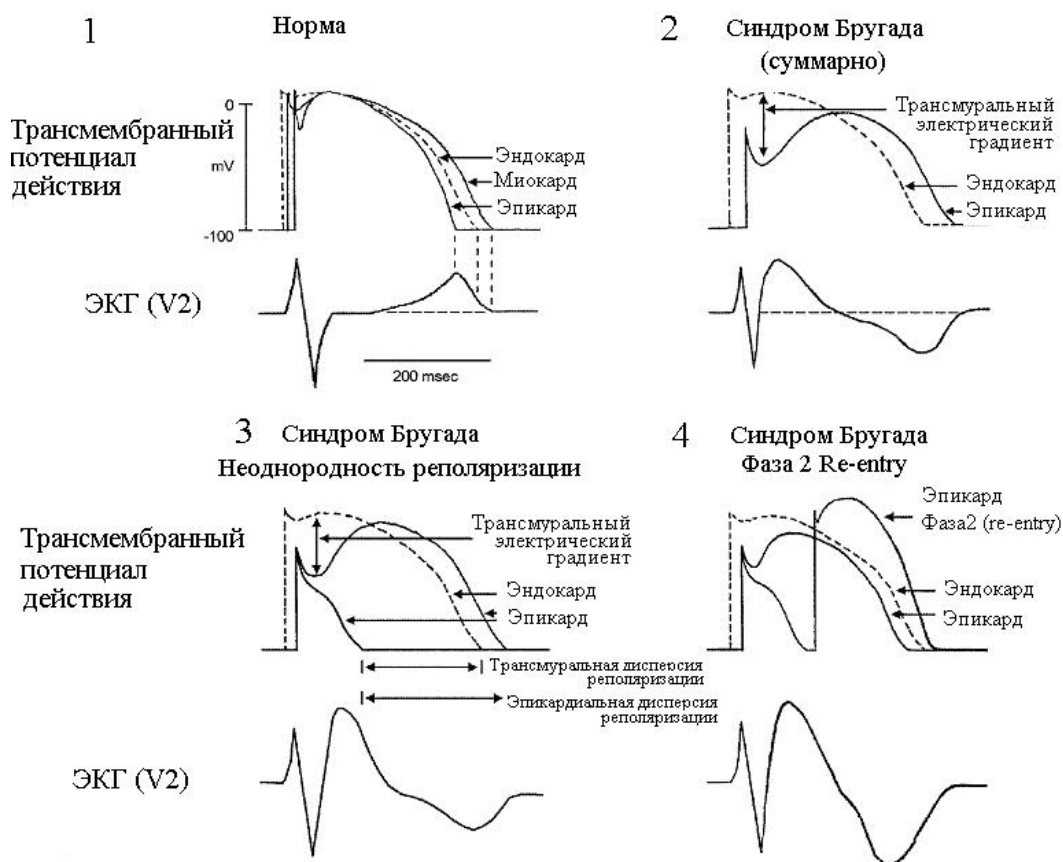 1
Норма
2
Синдром Бругада
(суммарно)
Трансмембранный
потенциал
действия
0
mV
-100
Эндокард
Миокард
Эпикард
Трансмуральный
электрический
градиент
Эндокард
Эпикард
ЭКГ (V2)
200 msec
3
Синдром Бругада
Неоднородность реполяризации
4
Синдром Бругада
Фаза 2 Re-entry
Трансмембранный
потенциал
действия
Трансмуральный
электрический
градиент
Эндокард
Эпикард
Трансмуральная дисперсия
реполяризации
Эпикардиальная дисперсия
реполяризации
Эпикард
Фаза2 (re-entry)
Эндокард
Эпикард
ЭКГ (V2)